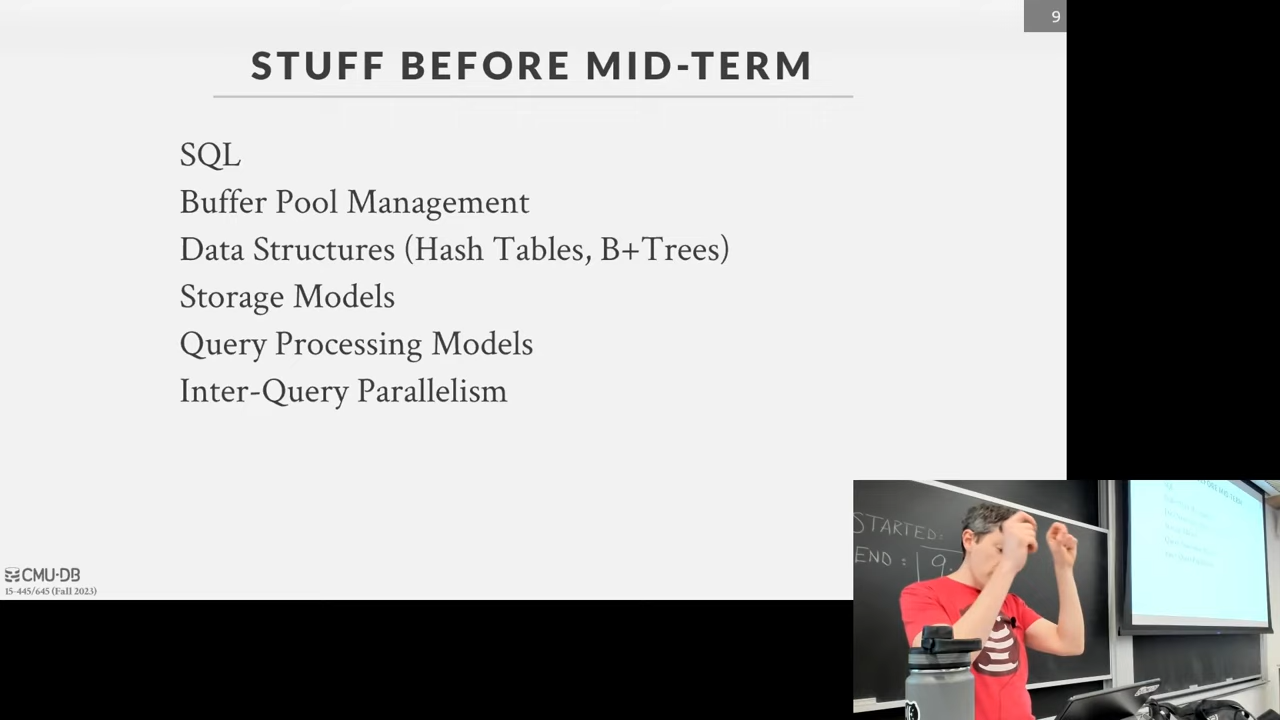 9
STUFF BEFORE MID-TERM
SQL
Buffer Pool Management
Data Structures (Hash Tables, B+Trees)
Storage Models
Query Processing Models
Inter-Query Parallelism
CMU·DB
15-445/645 (Fall 2023)
STARTED:
END: 9: